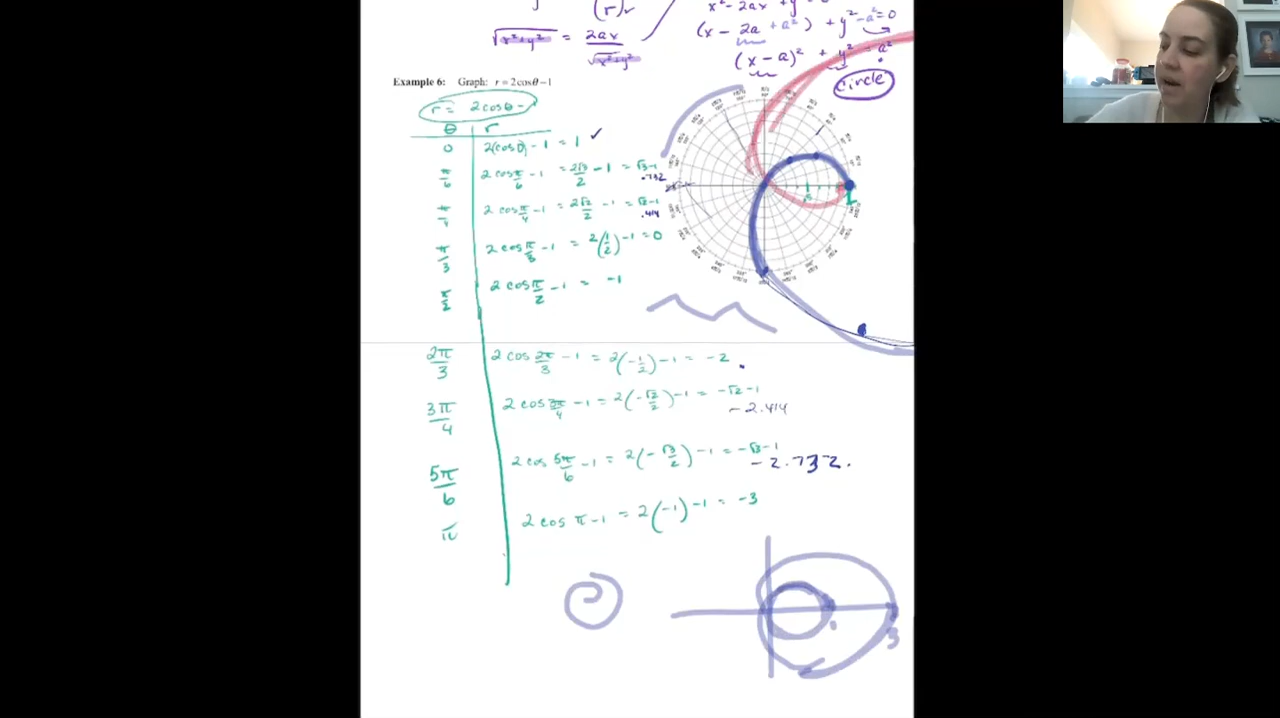 x² - 2ax + y
(r) r
(x - 2a + a²) + y² - a² = 0
√x²+y² = 2ax / √x²+y²
(x - a)² + y² = a²
circle
Example 6: Graph: r = 2cosθ − 1
r = 2cosθ -
θ r
0 2(cos 0) - 1 = 1 ✓
π/6 2 cos π/6 - 1 = 2√3/2 - 1 = √3-1
.732
π/4 2 cos π/4 - 1 = 2√2/2 - 1 = √2-1
.414
π/3 2 cos π/3 - 1 = 2(1/2) - 1 = 0
π/2 2 cos π/2 - 1 = -1
.5 1
2π/3 2 cos 2π/3 - 1 = 2(-1/2) - 1 = -2
3π/4 2 cos 3π/4 - 1 = 2(-√2/2) - 1 = -√2 - 1
- 2.414
5π/6 2 cos 5π/6 - 1 = 2(-√3/2) - 1 = -√3 - 1
- 2.732.
π 2 cos π - 1 = 2(-1) - 1 = -3
1
3